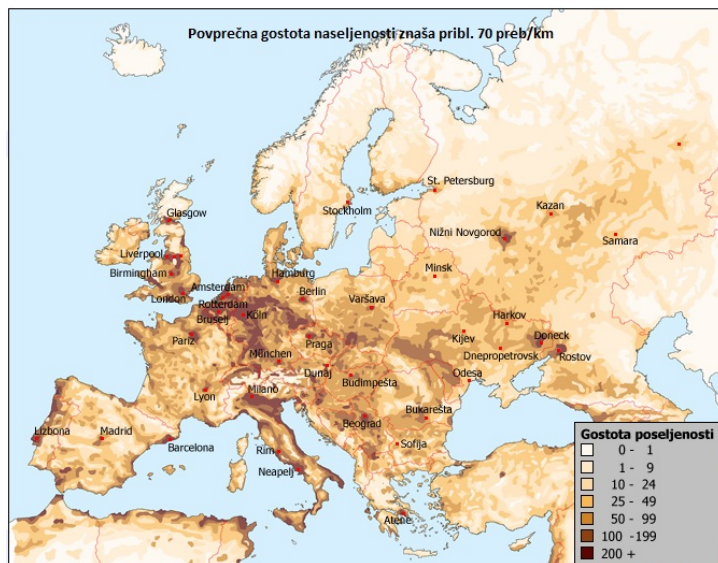 Povprečna gostota naseljenosti znaša pribl. 70 preb/km
St. Petersburg
Stockholm
Kazan
Glasgow
Nižni Novgorod
Samara
Liverpool
Birmingham
Minsk
Amsterdam
Hamburg
London
Rotterdam
Berlin
Varšava
Bruselj
Köln
Harkov
Pariz
Praga
Kijev
Doneck
Dnepropetrovsk
Rostov
München
Dunaj
Budimpešta
Odesa
Lyon
Milano
Beograd
Bukarešta
Lizbona
Madrid
Barcelona
Rim
Sofija
Neapelj
Atene
Gostota poseljenosti
0 - 1
1 - 9
10 - 24
25 - 49
50 - 99
100 -199
200 +